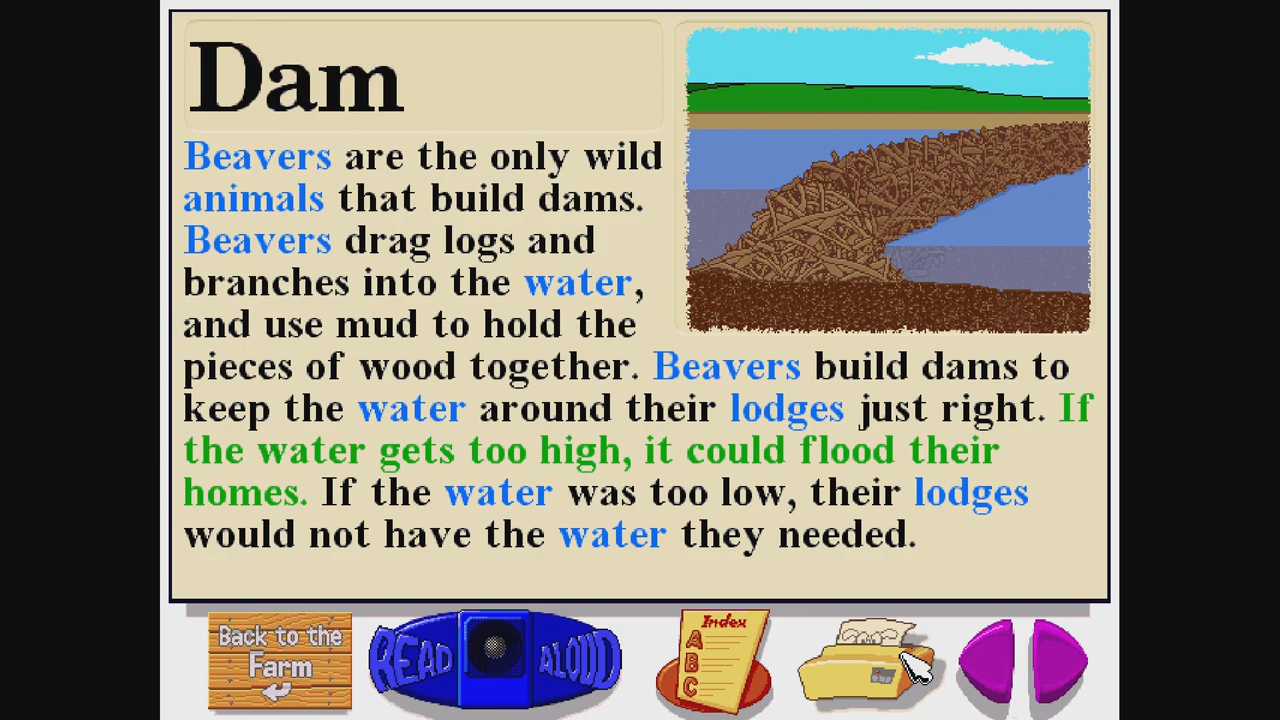 Dam
Beavers are the only wild
animals that build dams.
Beavers drag logs and
branches into the water,
and use mud to hold the
pieces of wood together. Beavers build dams to
keep the water around their lodges just right. If
the water gets too high, it could flood their
homes. If the water was too low, their lodges
would not have the water they needed.
Back to the
Farm
READ ALOUD
Index
A
B
C